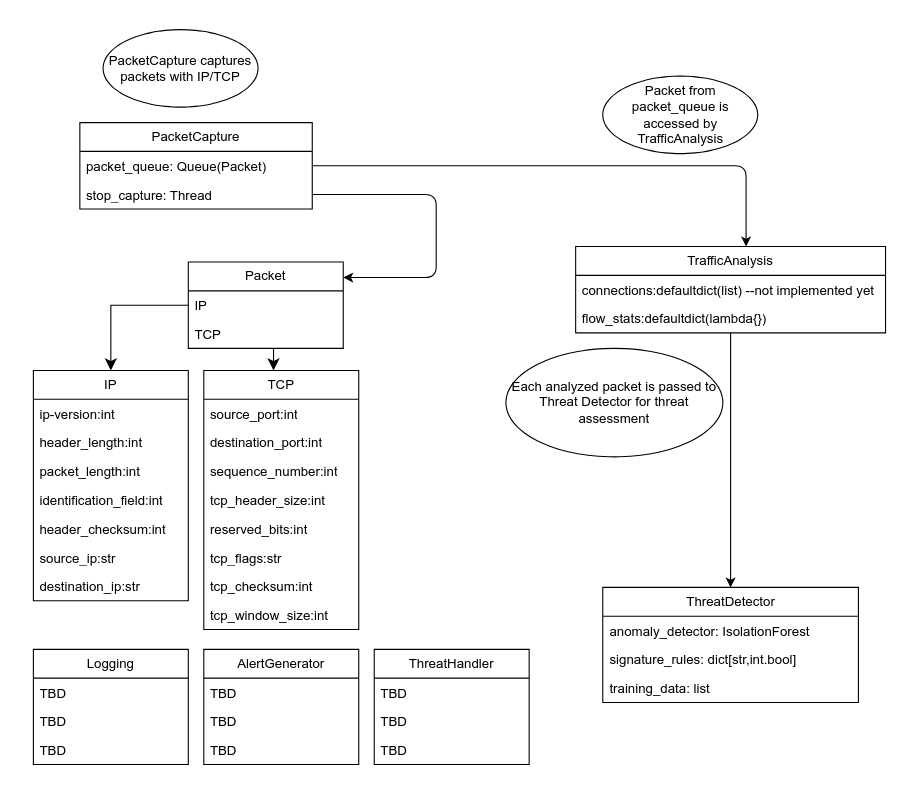 PacketCapture captures
packets with IP/TCP
Packet from
packet_queue is
accessed by
TrafficAnalysis
PacketCapture
packet_queue: Queue(Packet)
stop_capture: Thread
TrafficAnalysis
connections:defaultdict(list) --not implemented yet
flow_stats:defaultdict(lambda{})
Packet
IP
TCP
Each analyzed packet is passed to
Threat Detector for threat
assessment
IP
ip-version:int
header_length:int
packet_length:int
identification_field:int
header_checksum:int
source_ip:str
destination_ip:str
TCP
source_port:int
destination_port:int
sequence_number:int
tcp_header_size:int
reserved_bits:int
tcp_flags:str
tcp_checksum:int
tcp_window_size:int
ThreatDetector
anomaly_detector: IsolationForest
signature_rules: dict[str,int.bool]
training_data: list
Logging
TBD
TBD
TBD
AlertGenerator
TBD
TBD
TBD
ThreatHandler
TBD
TBD
TBD